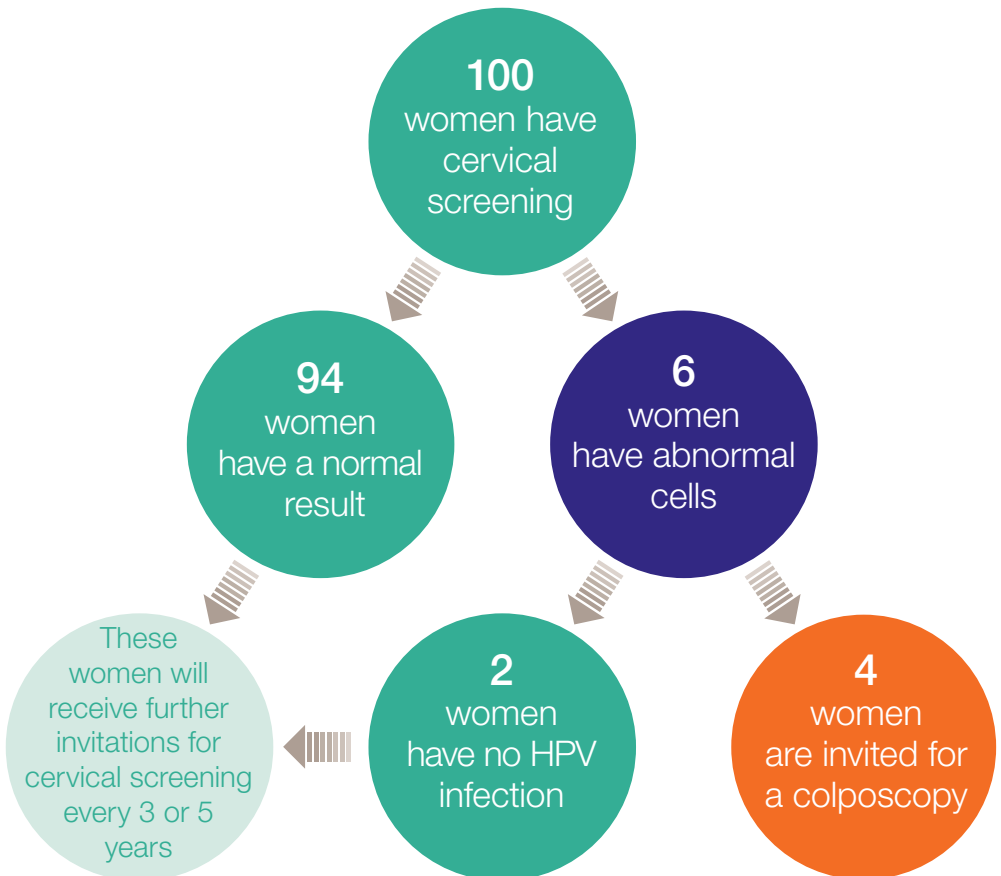 100
women have
cervical
screening
94
women
have a normal
result
6
women
have abnormal
cells
These
women will
receive further
invitations for
cervical screening
every 3 or 5
years
2
women
have no HPV
infection
4
women
are invited for
a colposcopy